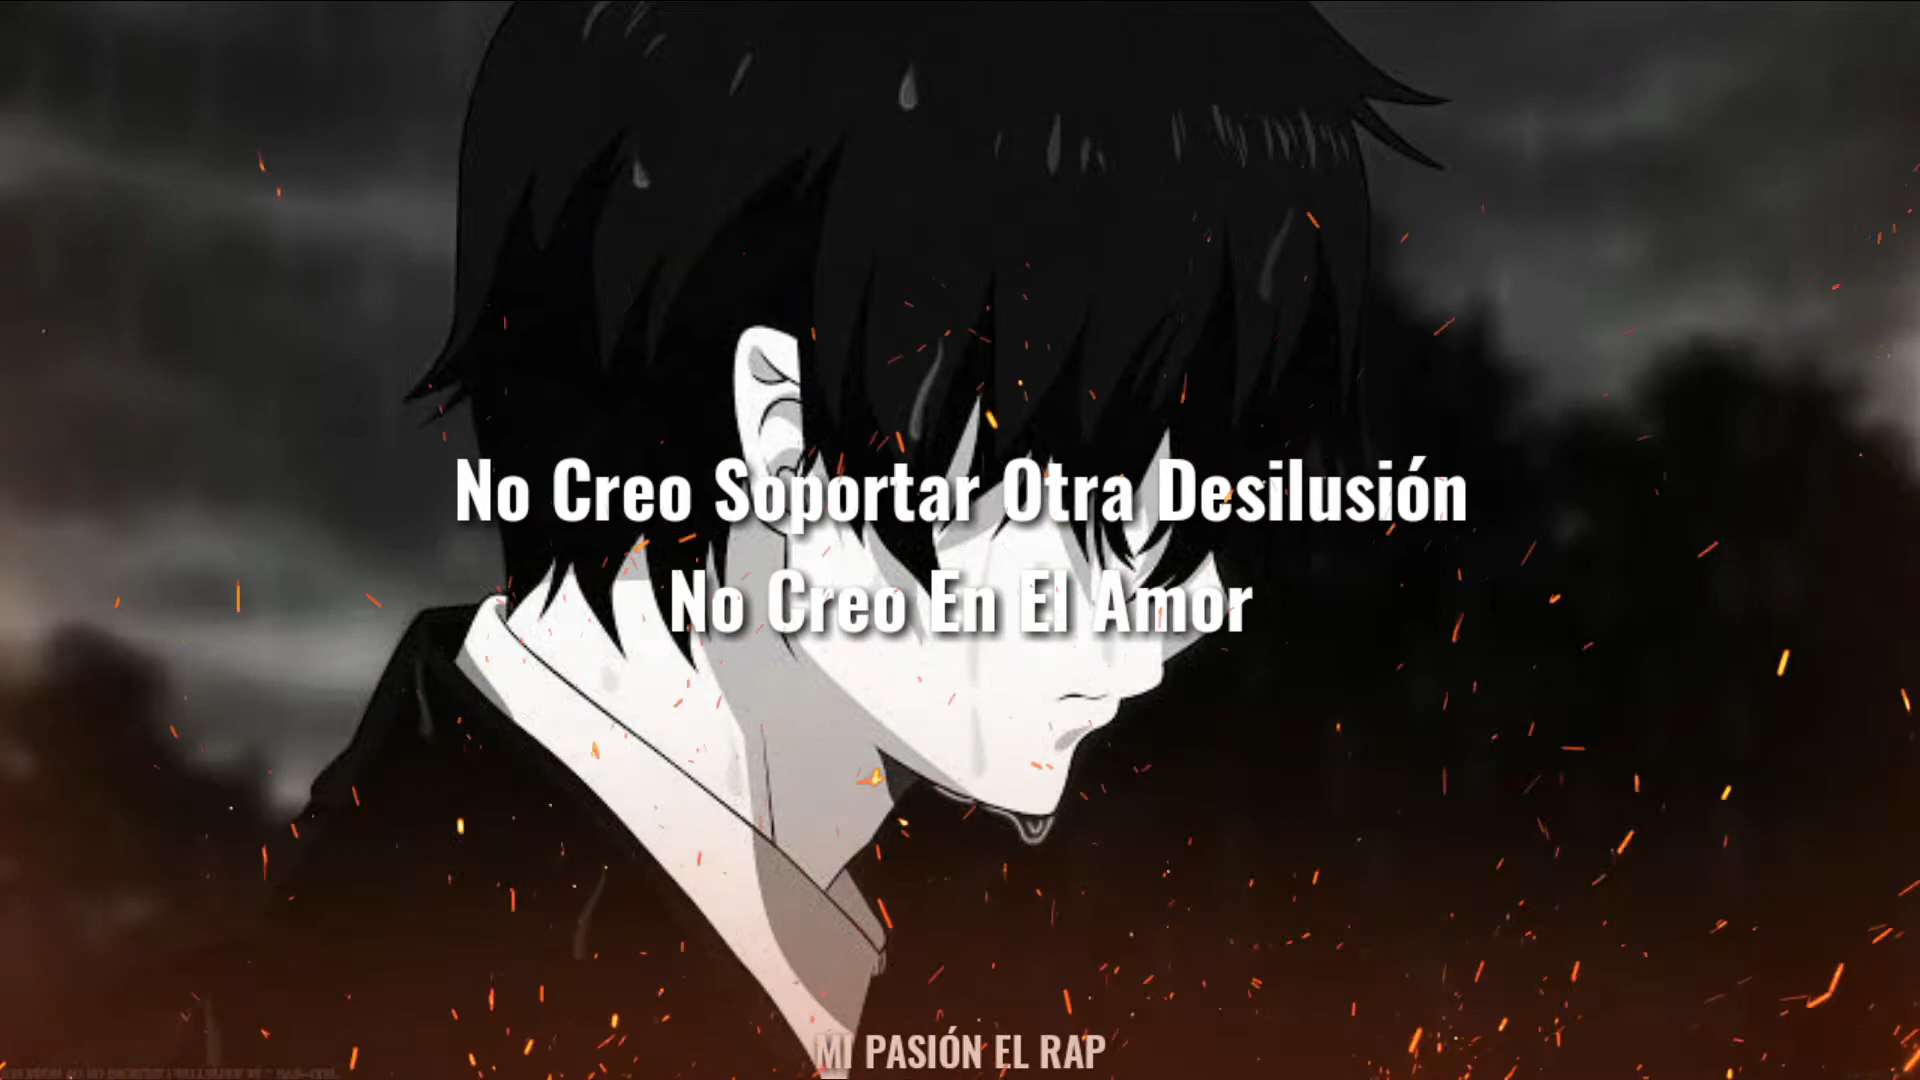 No Creo Soportar Otra Desilusión
No Creo En El Amor
MI PASIÓN EL RAP